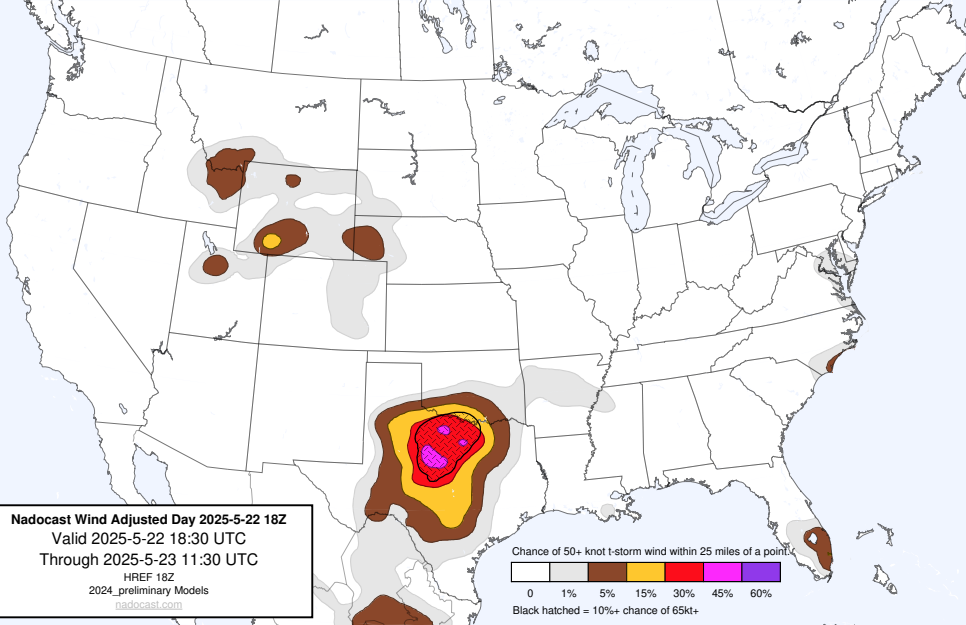 Nadocast Wind Adjusted Day 2025-5-22 18Z
Valid 2025-5-22 18:30 UTC
Through 2025-5-23 11:30 UTC
HREF 18Z
2024_preliminary Models
nadocast.com
Chance of 50+ knot t-storm wind within 25 miles of a point.
0 1% 5% 15% 30% 45% 60%
Black hatched = 10%+ chance of 65kt+